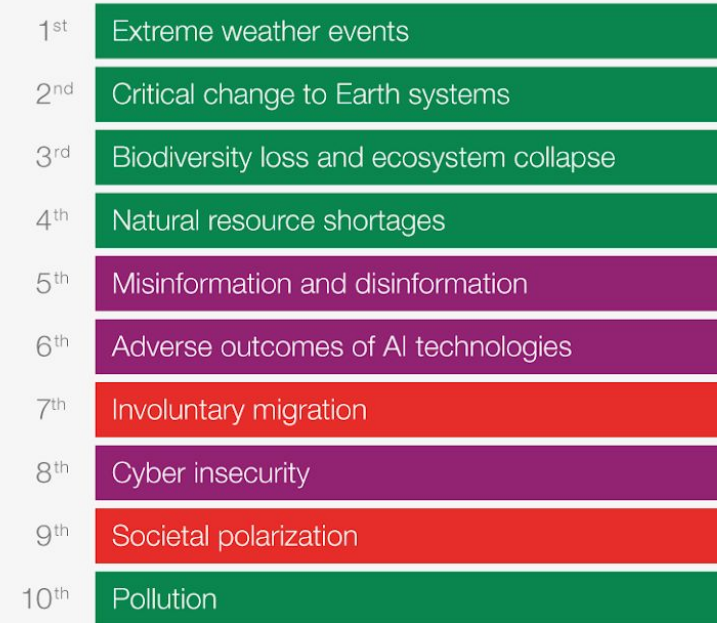 1st Extreme weather events
2nd Critical change to Earth systems
3rd Biodiversity loss and ecosystem collapse
4th Natural resource shortages
5th Misinformation and disinformation
6th Adverse outcomes of AI technologies
7th Involuntary migration
8th Cyber insecurity
9th Societal polarization
10th Pollution